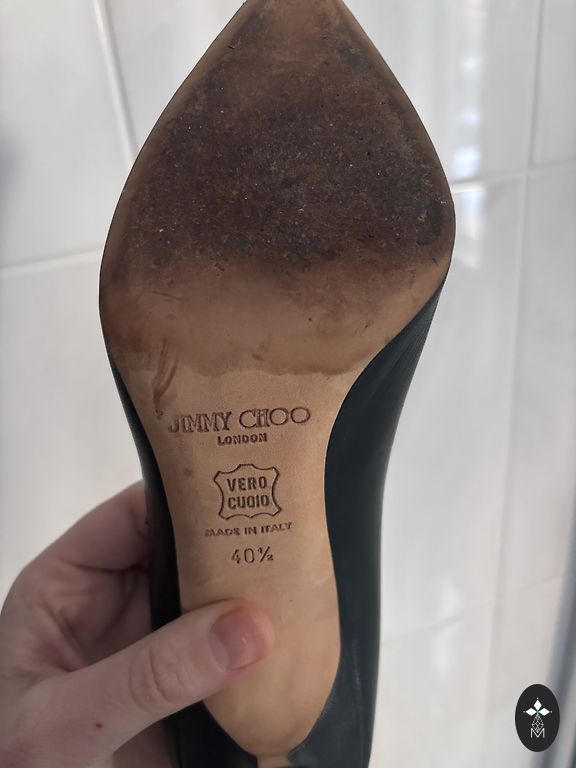 JIMMY CHOO
LONDON
VERO
CUOIO
MADE IN ITALY
40½
M